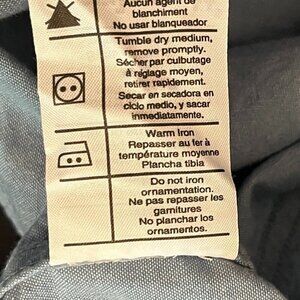 Aucun agent de
blanchiment
No usar blanqueador
Tumble dry medium,
remove promptly.
Sécher par culbutage
à réglage moyen,
retirer rapidement.
Secar en secadora en
ciclo medio, y sacar
inmediatamente.
Warm Iron
Repasser au fer à
température moyenne
Plancha tibia
Do not iron
ornamentation.
Ne pas repasser les
garnitures
No planchar los
ornamentos.